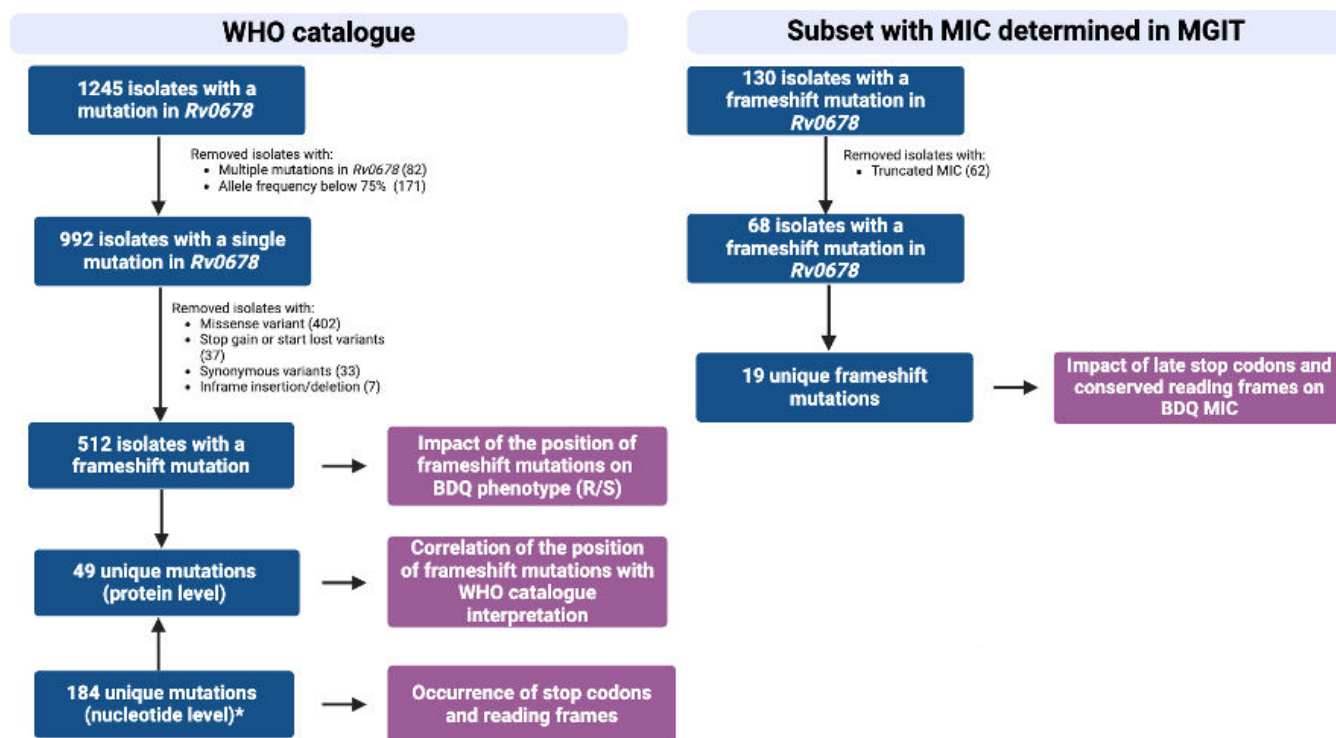 WHO catalogue
1245 isolates with a
mutation in Rv0678
Removed isolates with:
• Multiple mutations in Rv0678 (82)
• Allele frequency below 75% (171)
992 isolates with a single
mutation in Rv0678
Removed isolates with:
• Missense variant (402)
• Stop gain or start lost variants
(37)
• Synonymous variants (33)
• Inframe insertion/deletion (7)
512 isolates with a
frameshift mutation
Impact of the position of
frameshift mutations on
BDQ phenotype (R/S)
49 unique mutations
(protein level)
Correlation of the position
of frameshift mutations with
WHO catalogue
interpretation
184 unique mutations
(nucleotide level)*
Occurrence of stop codons
and reading frames
Subset with MIC determined in MGIT
130 isolates with a
frameshift mutation in
Rv0678
Removed isolates with:
• Truncated MIC (62)
68 isolates with a
frameshift mutation in
Rv0678
19 unique frameshift
mutations
Impact of late stop codons and
conserved reading frames on
BDQ MIC